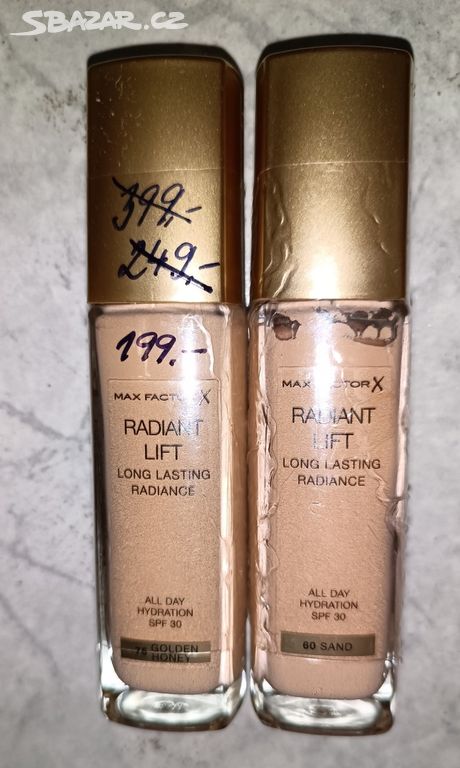 SBAZAR.CZ
399,-
249,-
199.-
MAX FACTOR X
RADIANT
LIFT
LONG LASTING
RADIANCE
ALL DAY
HYDRATION
SPF 30
75 GOLDEN
HONEY
MAX FACTOR X
RADIANT
LIFT
LONG LASTING
RADIANCE
ALL DAY
HYDRATION
SPF 30
60 SAND